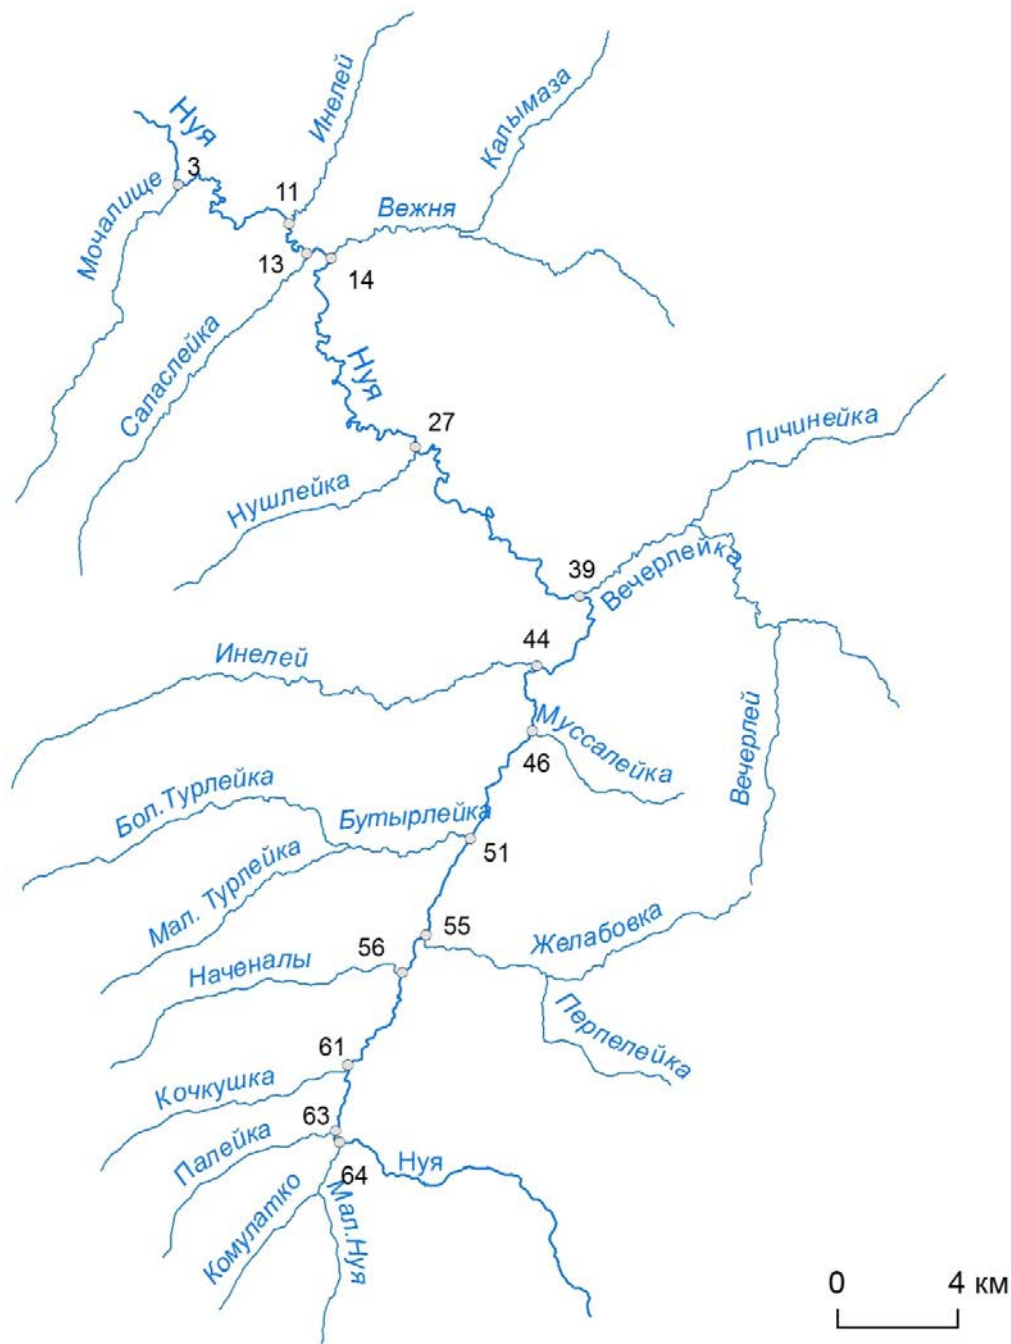 Инелей
Калымаза
Нуя
3
Мочалище
11
Вежня
13
14
Саласлейка
Нуя
27
Пичинейка
Нушлейка
39
Вечерлейка
44
Инелей
Муссалейка
46
Вечерлей
Бол.Турлейка
Бутырлейка
51
Мал. Турлейка
55
Желабовка
56
Наченалы
Перпелейка
61
Кочкушка
63
Палейка
64
Нуя
Комулатко
Мал.Нуя
0 4 км